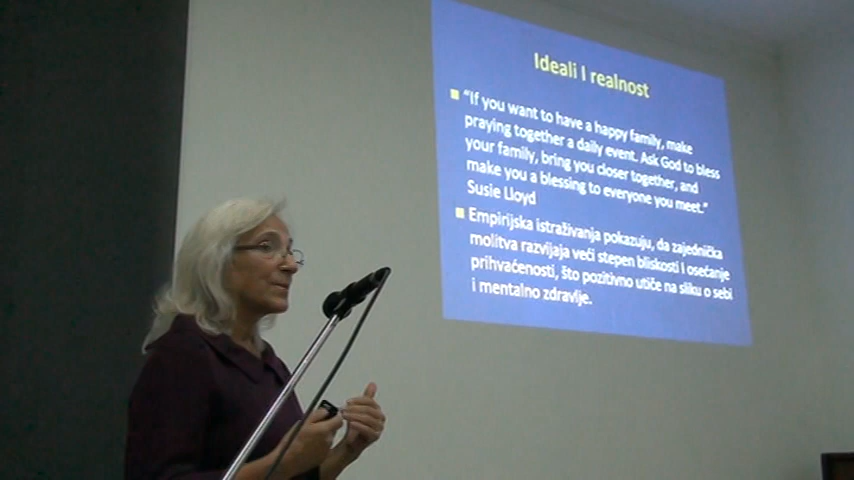 Ideali I realnost
"If you want to have a happy family, make
praying together a daily event. Ask God to bless
your family, bring you closer together, and
make you a blessing to everyone you meet."
Susie Lloyd
Empirijska istraživanja pokazuju, da zajednička
molitva razvijaja veći stepen bliskosti I osećanje
prihvaćenosti, što pozitivno utiče na sliku o sebi
i mentalno zdravlje.